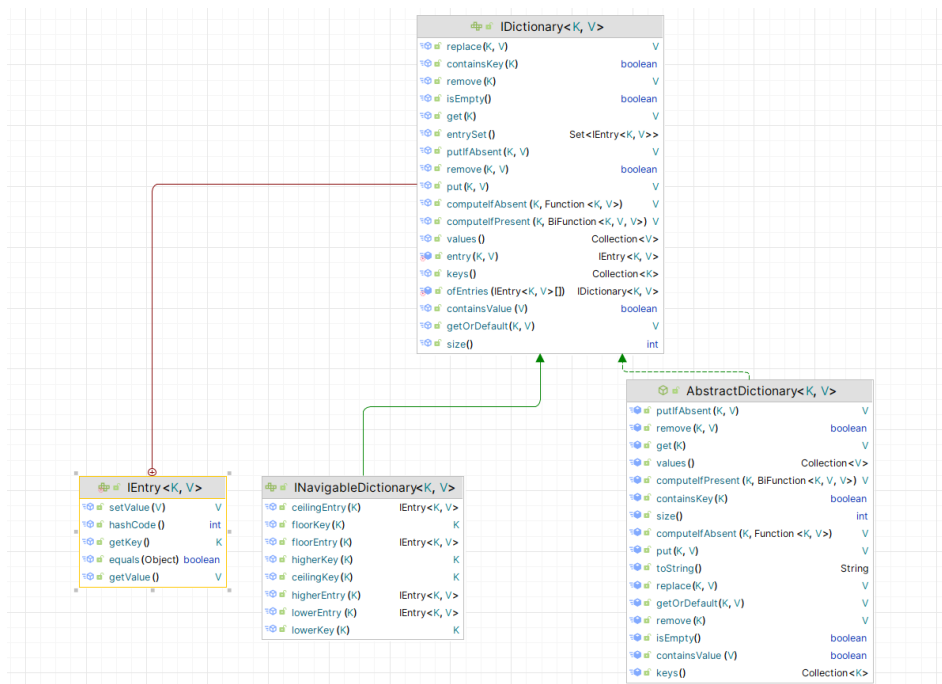 IDictionary<K, V>
replace(K, V) V
containsKey(K) boolean
remove(K) V
isEmpty() boolean
get(K) V
entrySet() Set<IEntry<K, V>>
putIfAbsent(K, V) V
remove(K, V) boolean
put(K, V) V
computeIfAbsent(K, Function<K, V>) V
computeIfPresent(K, BiFunction<K, V, V>) V
values() Collection<V>
entry(K, V) IEntry<K, V>
keys() Collection<K>
ofEntries(IEntry<K, V>[]) IDictionary<K, V>
containsValue(V) boolean
getOrDefault(K, V) V
size() int
IEntry<K, V>
setValue(V) V
hashCode() int
getKey() K
equals(Object) boolean
getValue() V
INavigableDictionary<K, V>
ceilingEntry(K) IEntry<K, V>
floorKey(K) K
floorEntry(K) IEntry<K, V>
higherKey(K) K
ceilingKey(K) K
higherEntry(K) IEntry<K, V>
lowerEntry(K) IEntry<K, V>
lowerKey(K) K
AbstractDictionary<K, V>
putIfAbsent(K, V) V
remove(K, V) boolean
get(K) V
values() Collection<V>
computeIfPresent(K, BiFunction<K, V, V>) V
containsKey(K) boolean
size() int
computeIfAbsent(K, Function<K, V>) V
put(K, V) V
toString() String
replace(K, V) V
getOrDefault(K, V) V
remove(K) V
isEmpty() boolean
containsValue(V) boolean
keys() Collection<K>